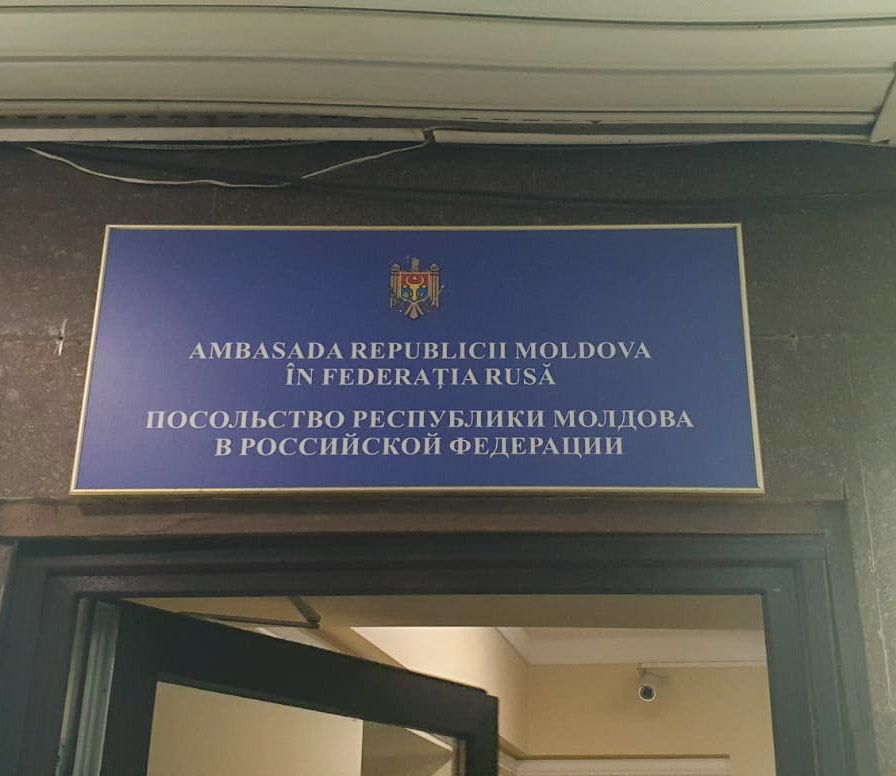 AMBASADA REPUBLICII MOLDOVA
ÎN FEDERAŢIA RUSĂ
ПОСОЛЬСТВО РЕСПУБЛИКИ МОЛДОВА
В РОССИЙСКОЙ ФЕДЕРАЦИИ